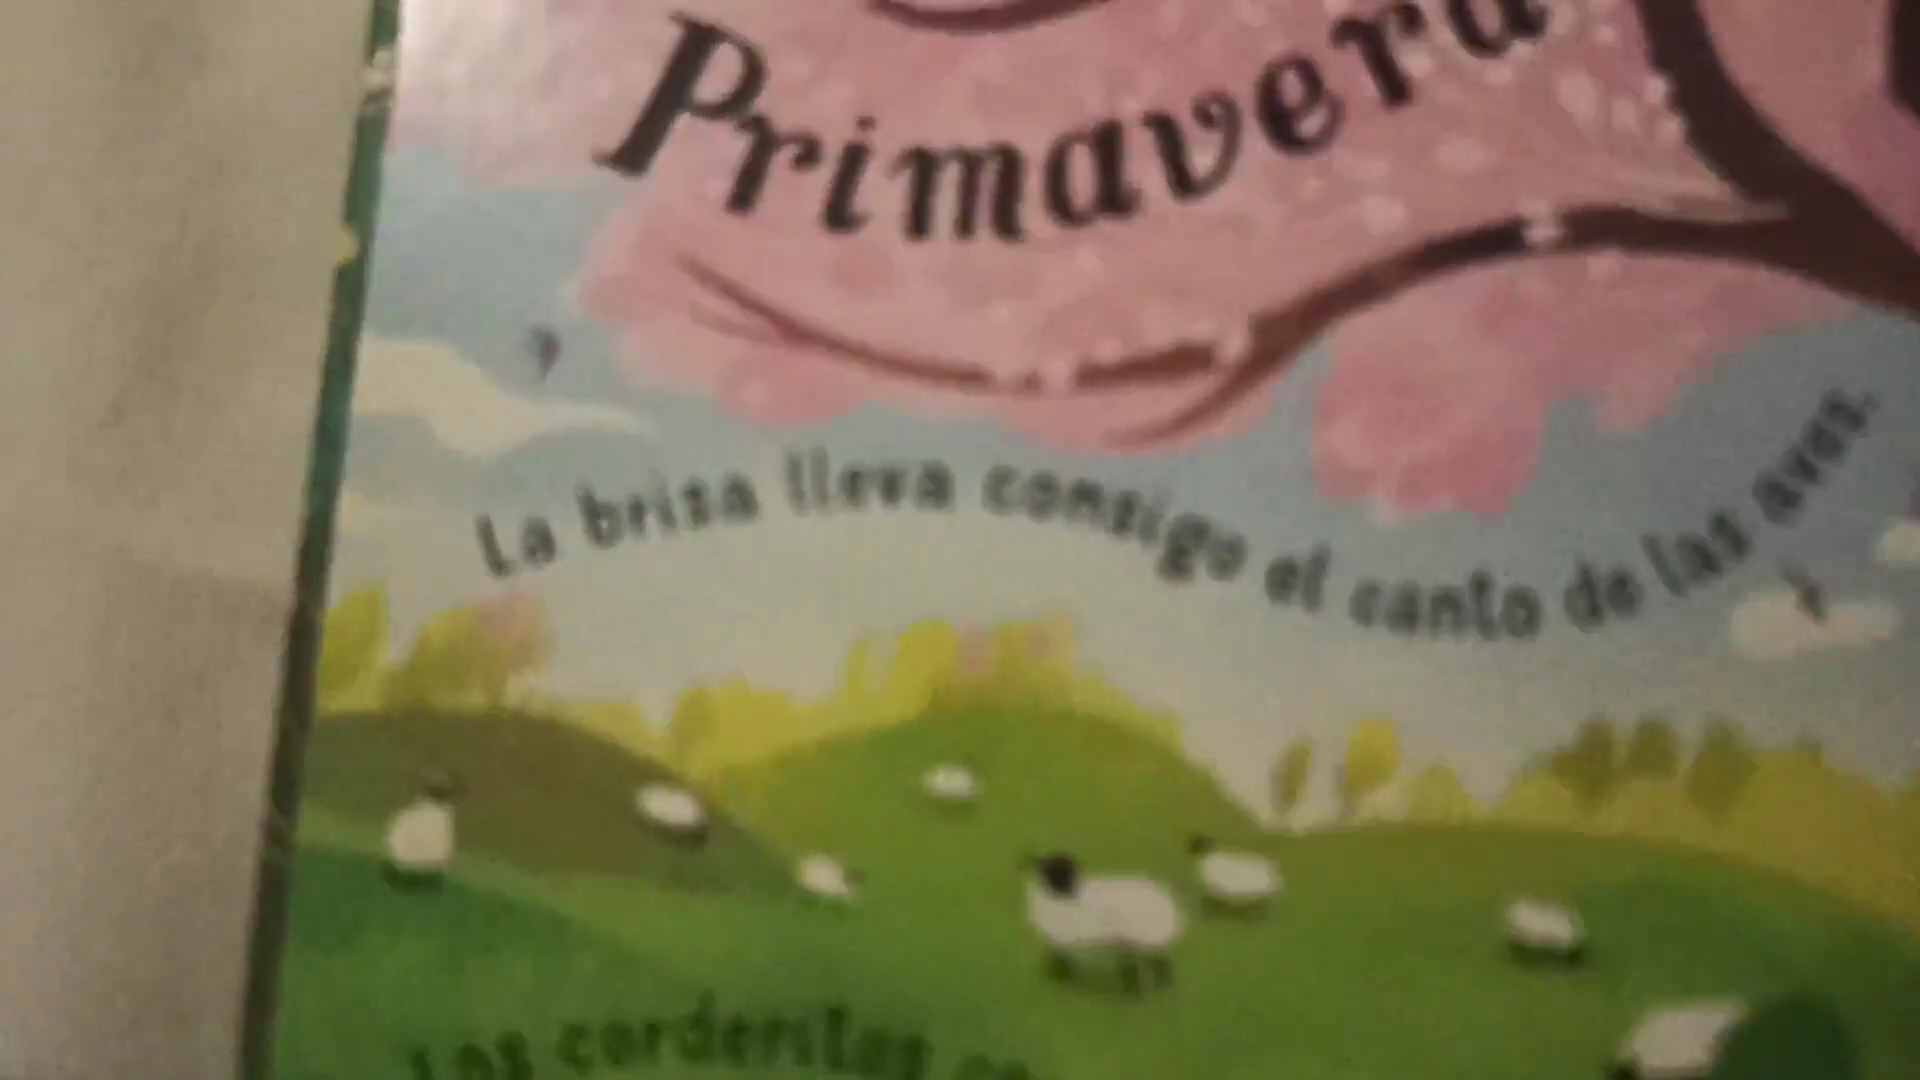 Primavera
La brisa lleva consigo el canto de las aves.
Los corderitos